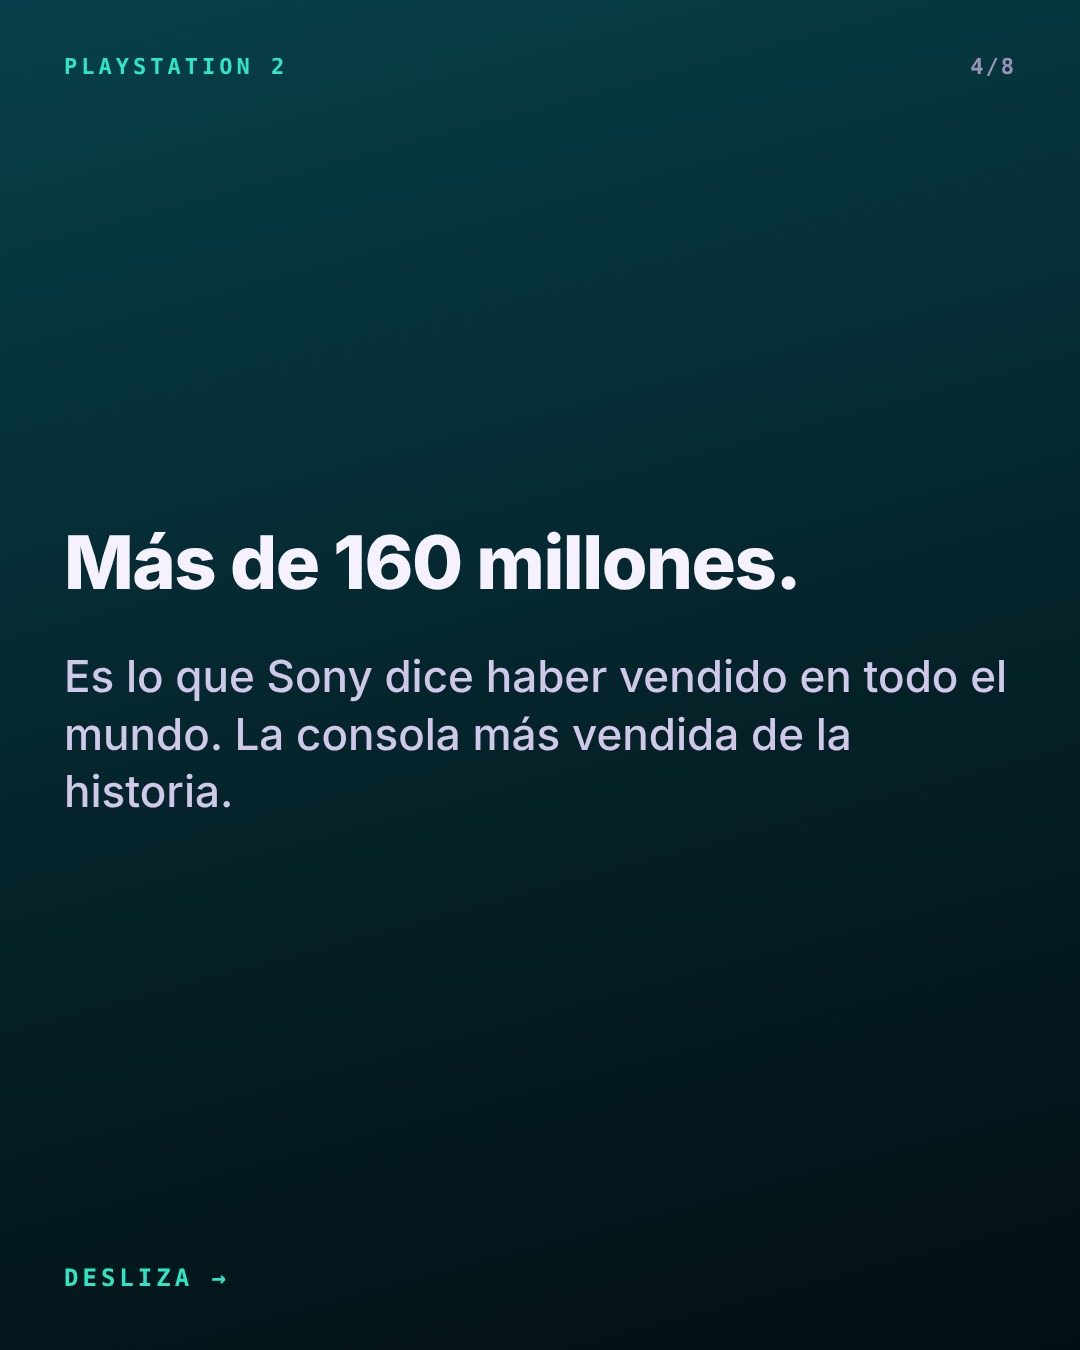 PLAYSTATION 2
4/8
Más de 160 millones.
Es lo que Sony dice haber vendido en todo el
mundo. La consola más vendida de la
historia.
DESLIZA →